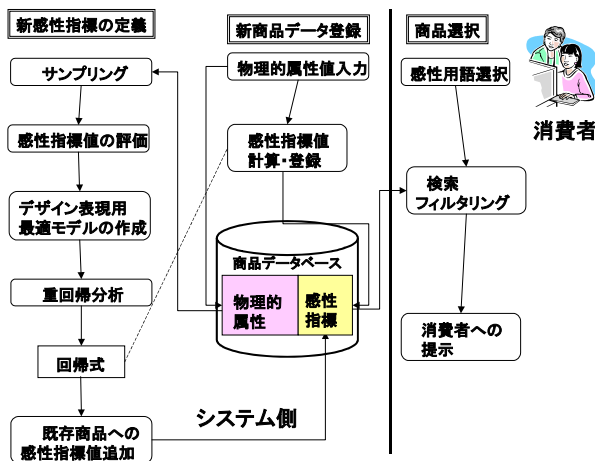 新感性指標の定義
サンプリング
感性指標値の評価
デザイン表現用
最適モデルの作成
重回帰分析
回帰式
既存商品への
感性指標値追加
新商品データ登録
物理的属性値入力
感性指標値
計算・登録
商品データベース
物理的
属性
感性
指標
システム側
商品選択
感性用語選択
検索
フィルタリング
消費者への
提示
消費者